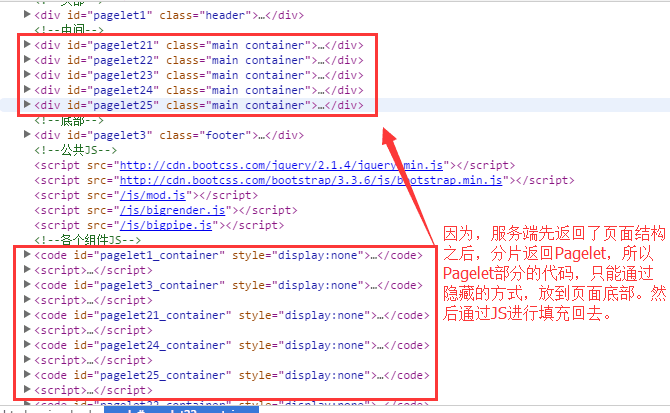 <!--头部-->
▶<div id="pagelet1" class="header">…</div>
<!--中间-->
▶<div id="pagelet21" class="main container">…</div>
▶<div id="pagelet22" class="main container">…</div>
▶<div id="pagelet23" class="main container">…</div>
▶<div id="pagelet24" class="main container">…</div>
▶<div id="pagelet25" class="main container">…</div>
<!--底部-->
▶<div id="pagelet3" class="footer">…</div>
<!--公共JS-->
<script src="http://cdn.bootcss.com/jquery/2.1.4/jquery.min.js"></script>
<script src="http://cdn.bootcss.com/bootstrap/3.3.6/js/bootstrap.min.js"></script>
<script src="/js/mod.js"></script>
<script src="/js/bigrender.js"></script>
<script src="/js/bigpipe.js"></script>
<!--各个组件JS-->
▶<code id="pagelet1_container" style="display:none">…</code>
▶<script>…</script>
▶<code id="pagelet3_container" style="display:none">…</code>
▶<script>…</script>
▶<code id="pagelet21_container" style="display:none">…</code>
▶<script>…</script>
▶<code id="pagelet24_container" style="display:none">…</code>
▶<script>…</script>
▶<code id="pagelet25_container" style="display:none">…</code>
▶<script>…</script>
因为，服务端先返回了页面结构
之后，分片返回Pagelet，所以
Pagelet部分的代码，只能通过
隐藏的方式，放到页面底部。然
后通过JS进行填充回去。